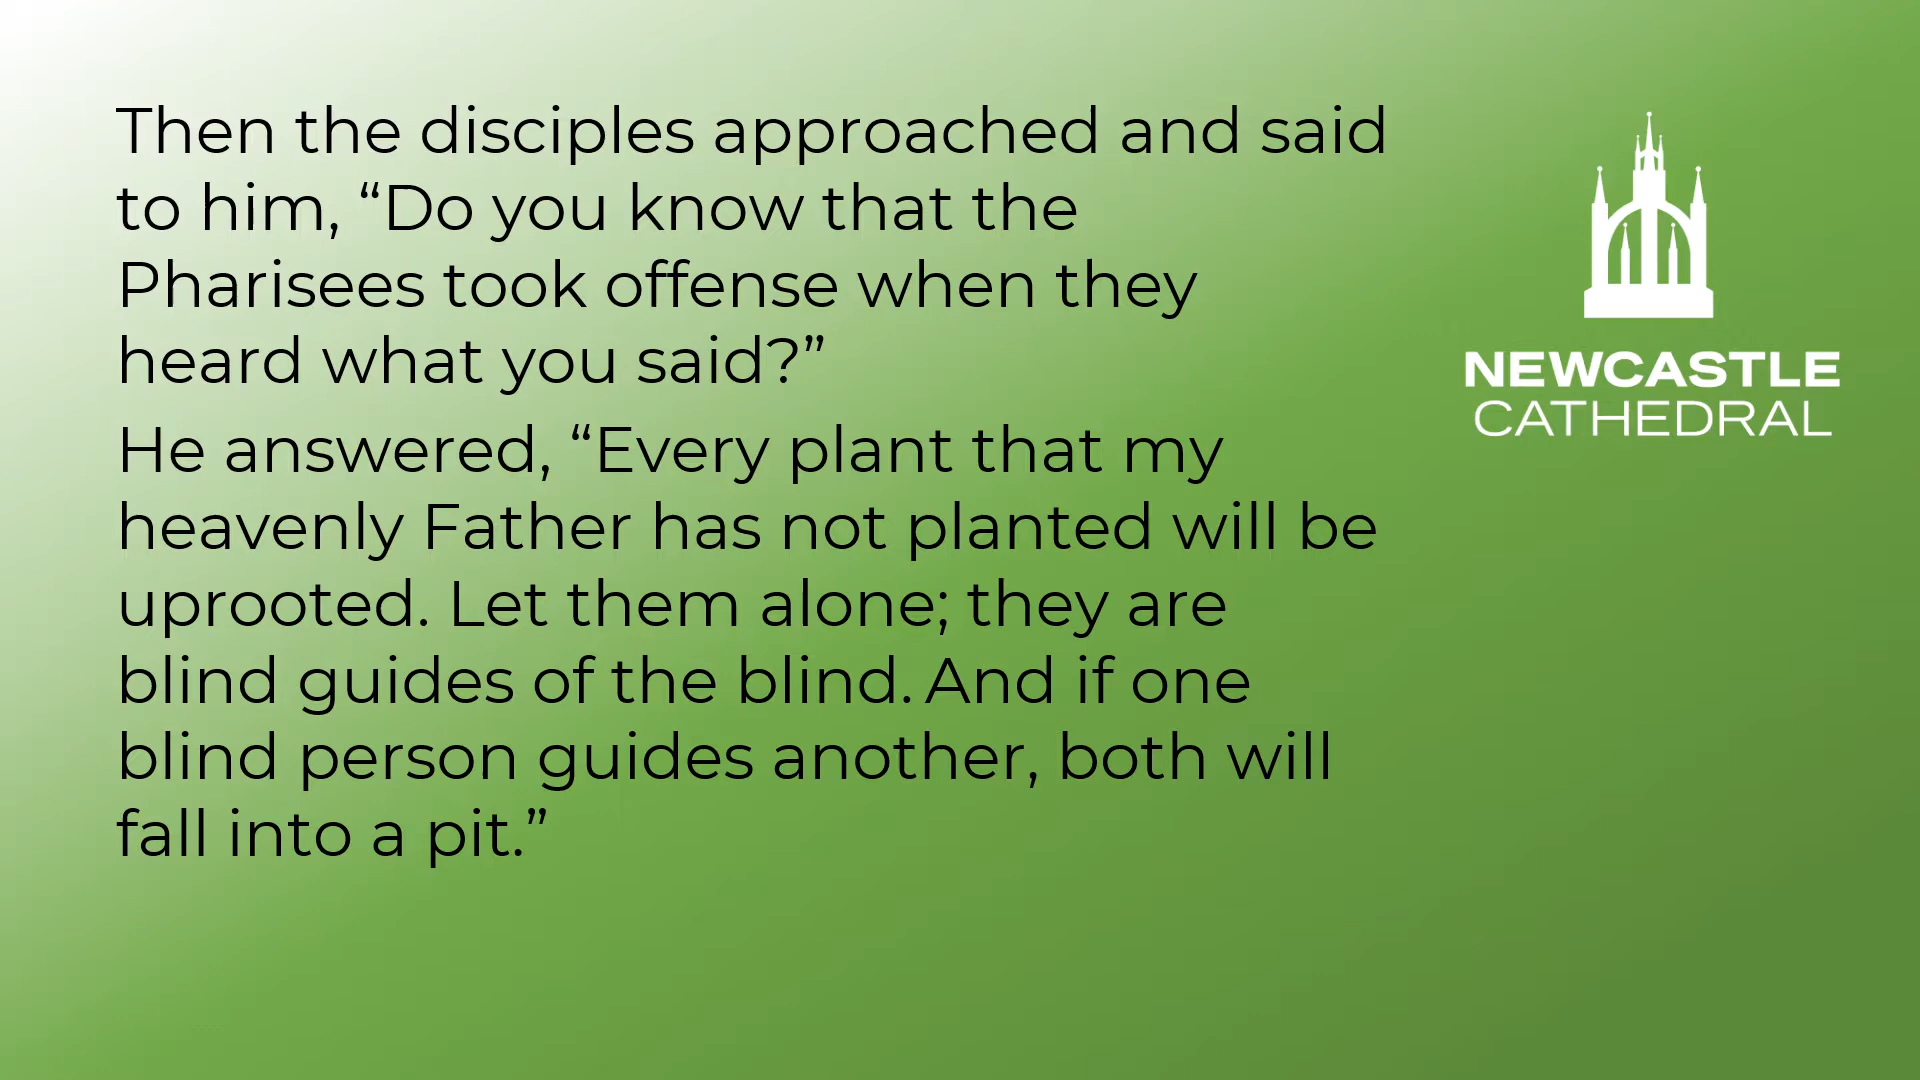 Then the disciples approached and said
to him, “Do you know that the
Pharisees took offense when they
heard what you said?”
He answered, “Every plant that my
heavenly Father has not planted will be
uprooted. Let them alone; they are
blind guides of the blind. And if one
blind person guides another, both will
fall into a pit.”
NEWCASTLE
CATHEDRAL